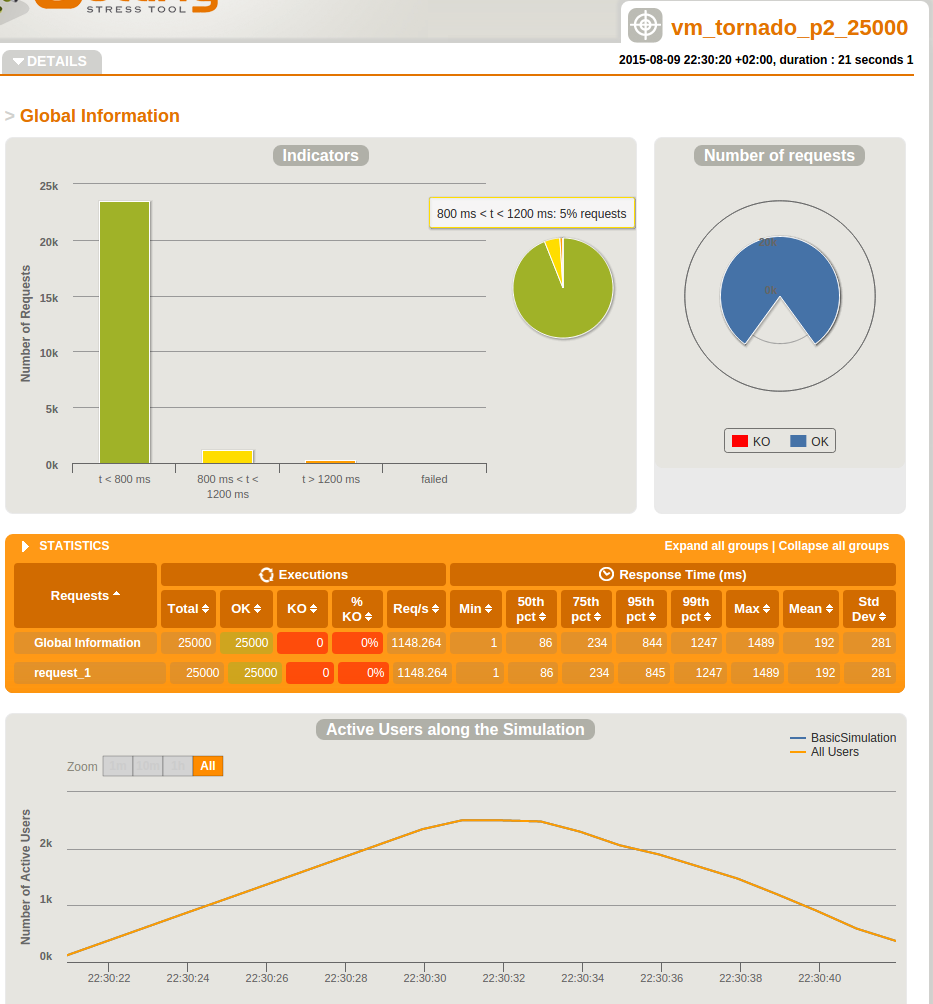 STRESS TOOL
vm_tornado_p2_25000
DETAILS
2015-08-09 22:30:20 +02:00, duration : 21 seconds 1
> Global Information
Indicators
Number of requests
25k
20k
15k
10k
5k
0k
Number of Requests
800 ms < t < 1200 ms: 5% requests
t < 800 ms
800 ms < t <
1200 ms
t > 1200 ms
failed
0k
KO
OK
STATISTICS
Expand all groups | Collapse all groups
Requests
Executions
Response Time (ms)
Total OK KO % KO Req/s Min 50th pct 75th pct 95th pct 99th pct Max Mean Std Dev
Global Information 25000 25000 0 0% 1148.264 1 86 234 844 1247 1489 192 281
request_1 25000 25000 0 0% 1148.264 1 86 234 845 1247 1489 192 281
Active Users along the Simulation
BasicSimulation
All Users
Zoom 1m 10m 1h All
Number of Active Users
2k
1k
0k
22:30:22 22:30:24 22:30:26 22:30:28 22:30:30 22:30:32 22:30:34 22:30:36 22:30:38 22:30:40